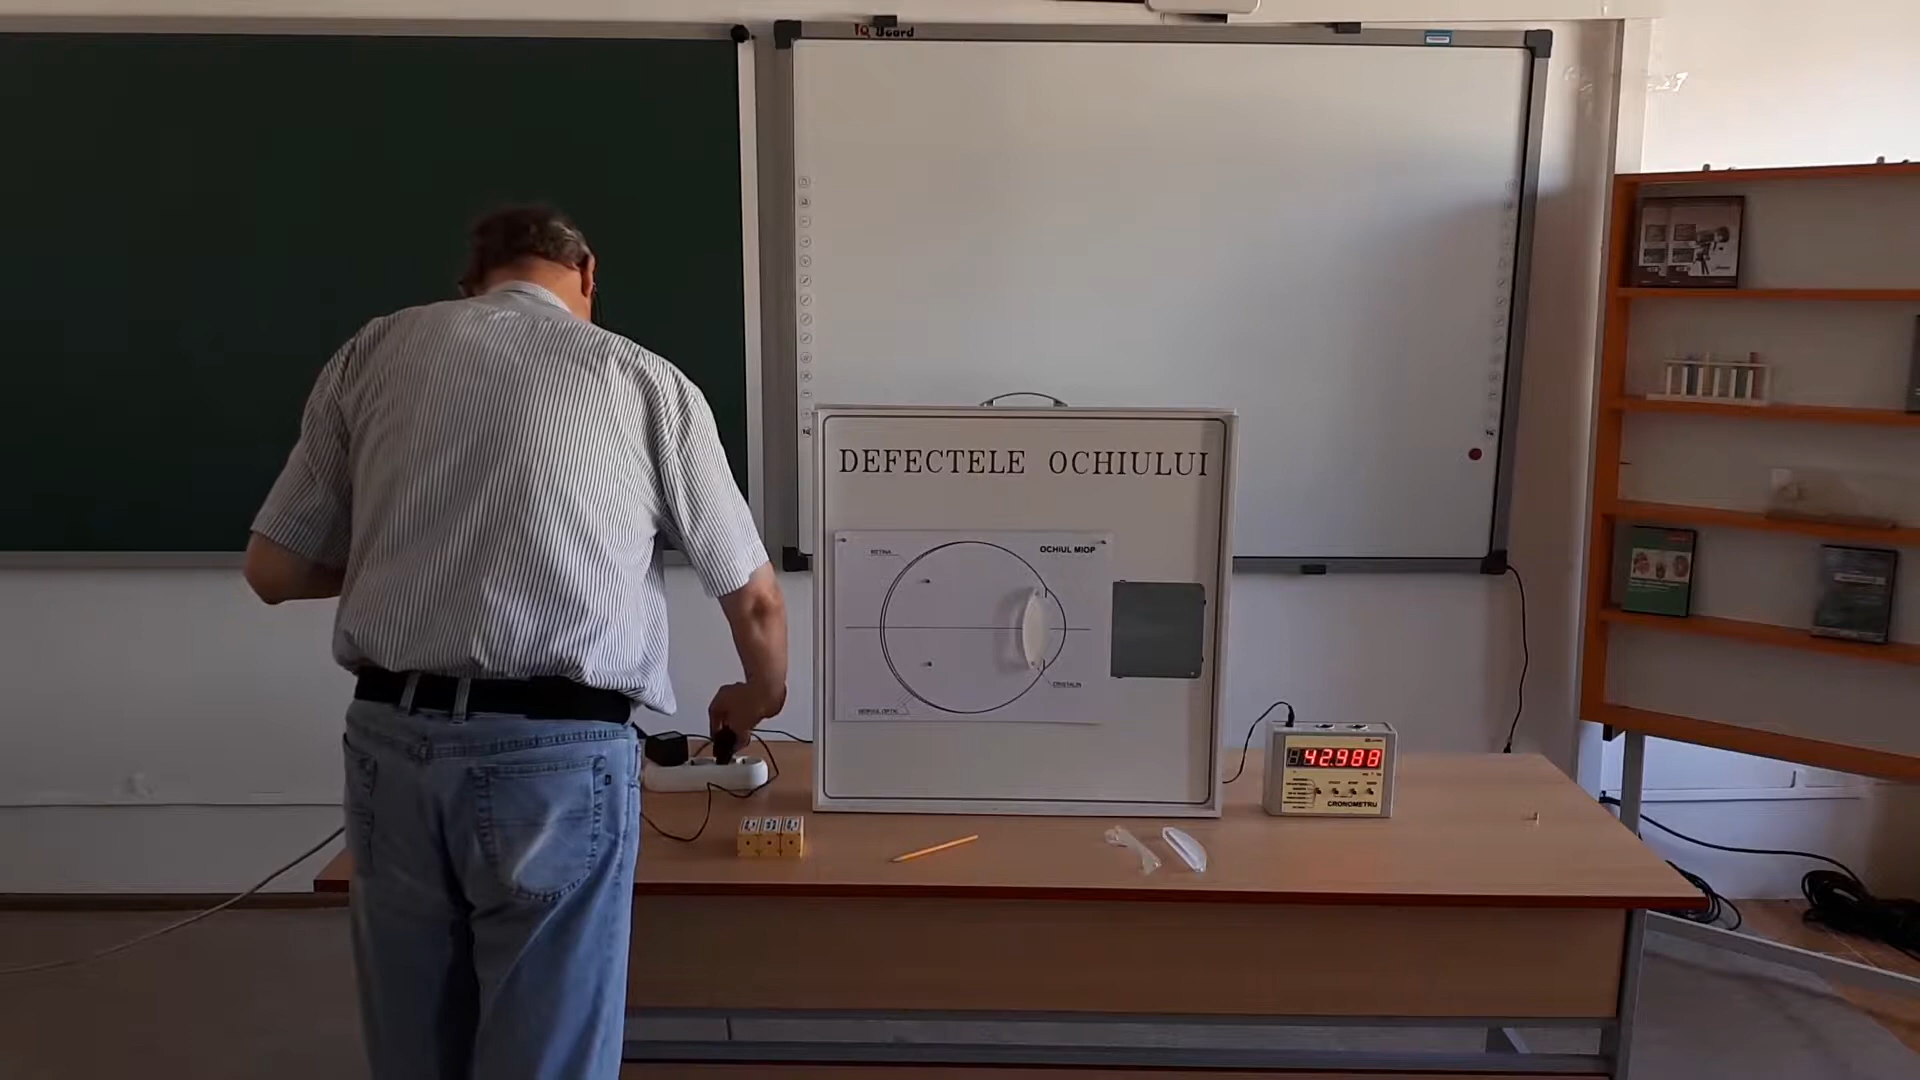 IQ Board
DEFECTELE OCHIULUI
RETINA
OCHIUL MIOP
CRISTALIN
NERVUL OPTIC
42.988
CRONOMETRU